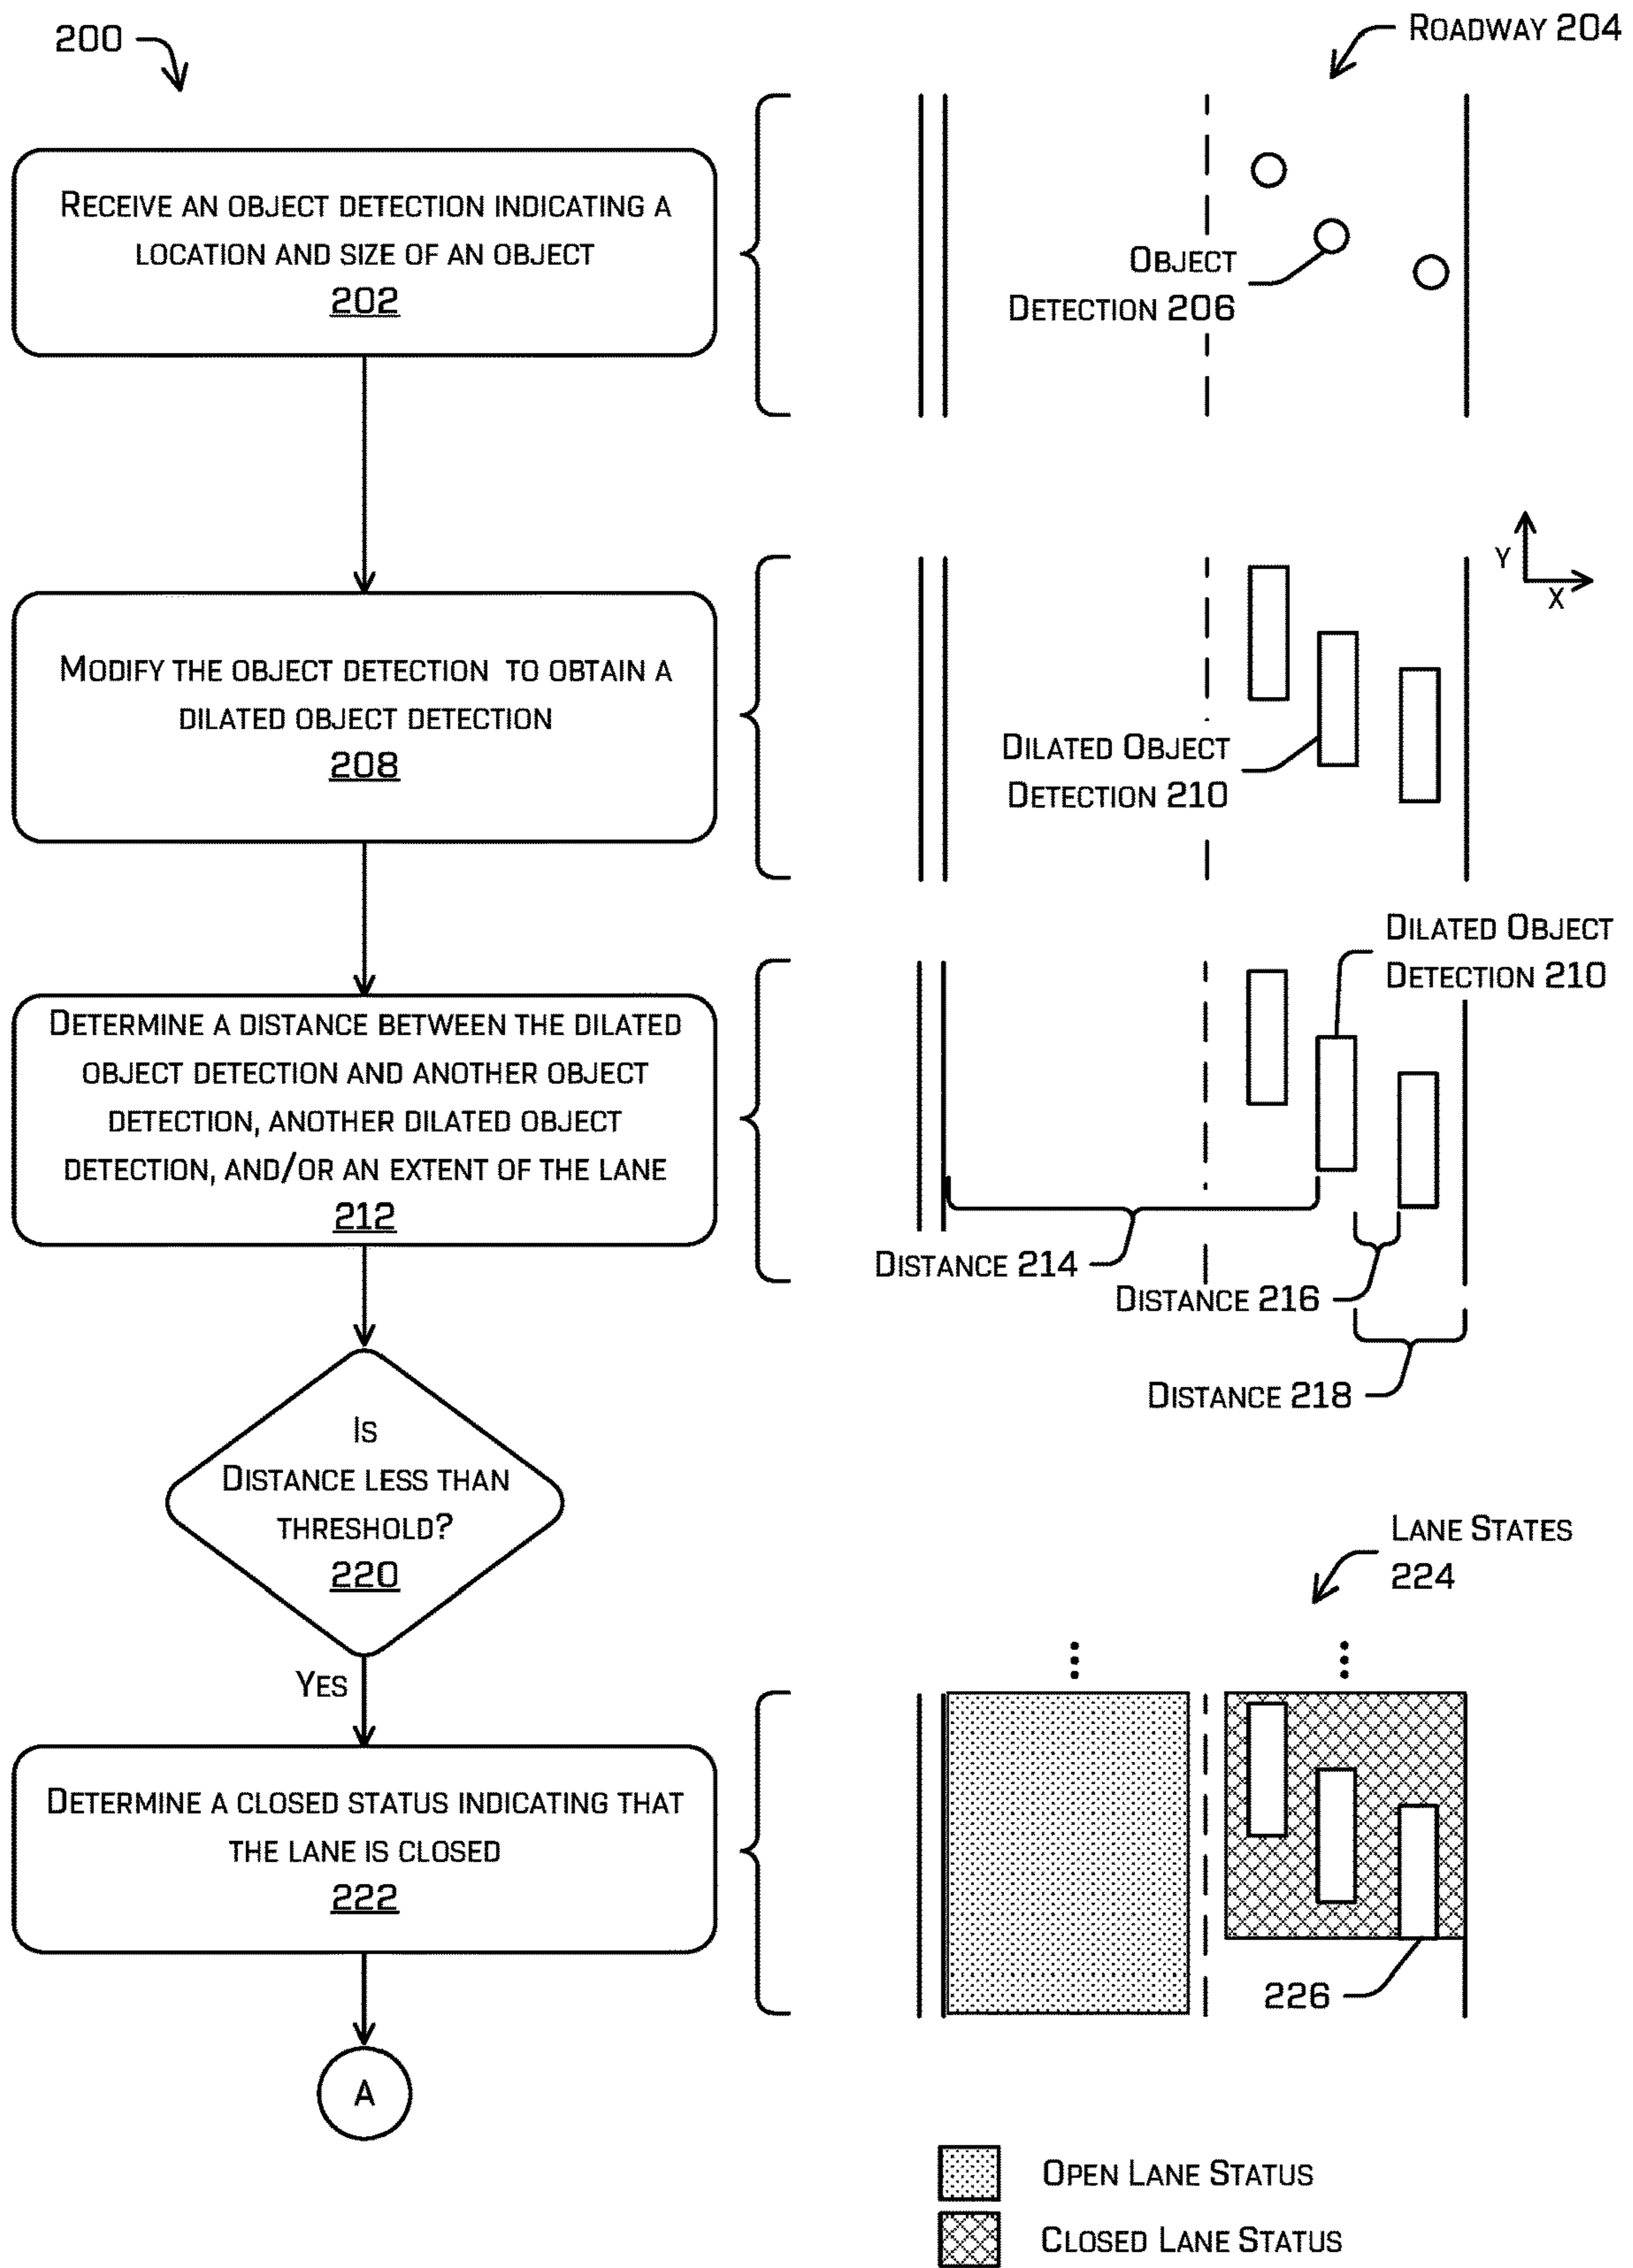 200
ROADWAY 204
RECEIVE AN OBJECT DETECTION INDICATING A
LOCATION AND SIZE OF AN OBJECT
202
OBJECT
DETECTION 206
Y
X
MODIFY THE OBJECT DETECTION TO OBTAIN A
DILATED OBJECT DETECTION
208
DILATED OBJECT
DETECTION 210
DILATED OBJECT
DETECTION 210
DETERMINE A DISTANCE BETWEEN THE DILATED
OBJECT DETECTION AND ANOTHER OBJECT
DETECTION, ANOTHER DILATED OBJECT
DETECTION, AND/OR AN EXTENT OF THE LANE
212
DISTANCE 214
DISTANCE 216
DISTANCE 218
IS
DISTANCE LESS THAN
THRESHOLD?
220
YES
LANE STATES
224
DETERMINE A CLOSED STATUS INDICATING THAT
THE LANE IS CLOSED
222
226
A
OPEN LANE STATUS
CLOSED LANE STATUS